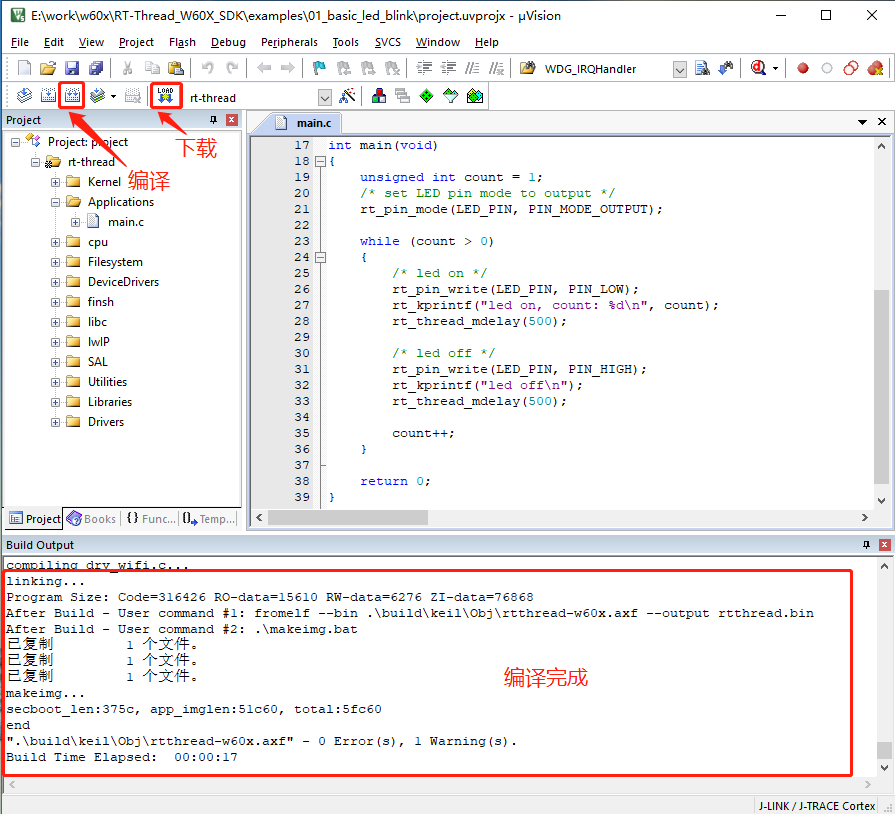 E:\work\w60x\RT-Thread_W60X_SDK\examples\01_basic_led_blink\project.uvprojx - µVision
File Edit View Project Flash Debug Peripherals Tools SVCS Window Help
WDG_IRQHandler
LOAD rt-thread
Project
main.c
下载
编译
Project: project
rt-thread
Kernel
Applications
main.c
cpu
Filesystem
DeviceDrivers
finsh
libc
lwIP
SAL
Utilities
Libraries
Drivers
Project Books {} Func... Temp...
17 int main(void)
18 {
19 unsigned int count = 1;
20 /* set LED pin mode to output */
21 rt_pin_mode(LED_PIN, PIN_MODE_OUTPUT);
22
23 while (count > 0)
24 {
25 /* led on */
26 rt_pin_write(LED_PIN, PIN_LOW);
27 rt_kprintf("led on, count: %d\n", count);
28 rt_thread_mdelay(500);
29
30 /* led off */
31 rt_pin_write(LED_PIN, PIN_HIGH);
32 rt_kprintf("led off\n");
33 rt_thread_mdelay(500);
34
35 count++;
36 }
37
38 return 0;
39 }
Build Output
compiling drv_wifi.c...
linking...
Program Size: Code=316426 RO-data=15610 RW-data=6276 ZI-data=76868
After Build - User command #1: fromelf --bin .\build\keil\Obj\rtthread-w60x.axf --output rtthread.bin
After Build - User command #2: .\makeimg.bat
已复制 1 个文件。
已复制 1 个文件。
已复制 1 个文件。
编译完成
makeimg...
secboot_len:375c, app_imglen:51c60, total:5fc60
end
".\build\keil\Obj\rtthread-w60x.axf" - 0 Error(s), 1 Warning(s).
Build Time Elapsed: 00:00:17
J-LINK / J-TRACE Cortex